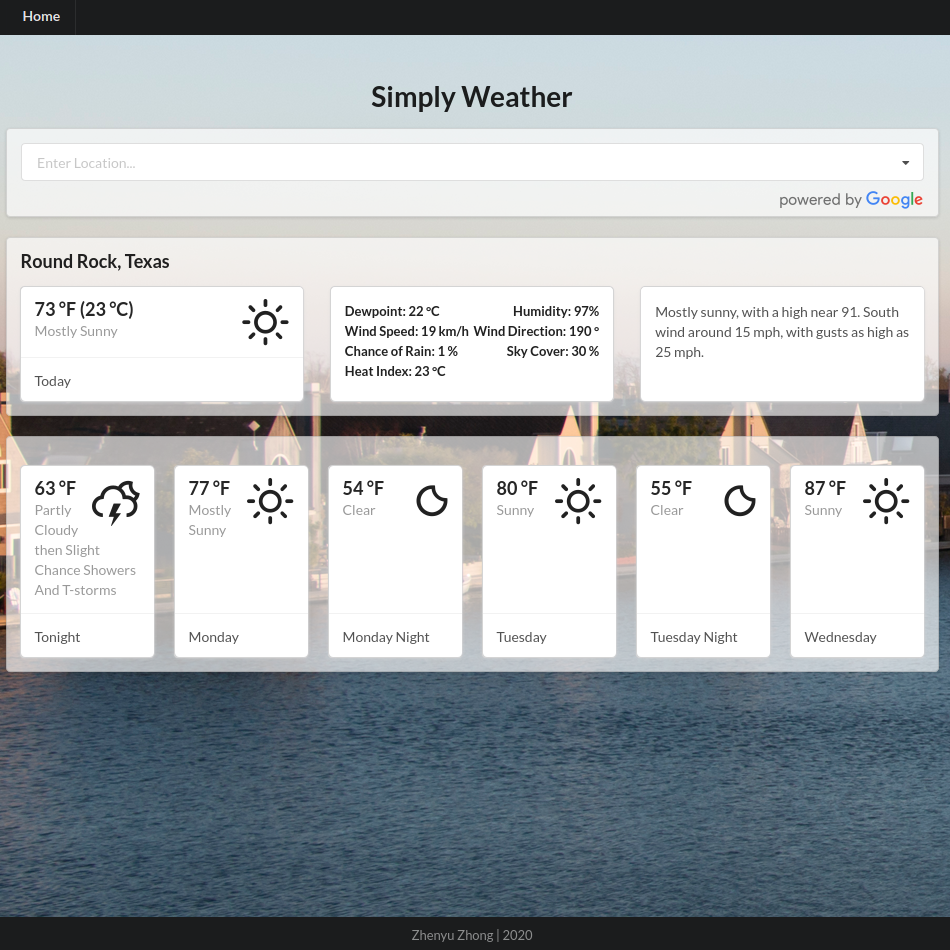 Home
Simply Weather
Enter Location...
powered by Google
Round Rock, Texas
73 °F (23 °C)
Mostly Sunny
Today
Dewpoint: 22 °C Humidity: 97%
Wind Speed: 19 km/h Wind Direction: 190 °
Chance of Rain: 1 % Sky Cover: 30 %
Heat Index: 23 °C
Mostly sunny, with a high near 91. South
wind around 15 mph, with gusts as high as
25 mph.
63 °F
Partly
Cloudy
then Slight
Chance Showers
And T-storms
Tonight
77 °F
Mostly
Sunny
Monday
54 °F
Clear
Monday Night
80 °F
Sunny
Tuesday
55 °F
Clear
Tuesday Night
87 °F
Sunny
Wednesday
Zhenyu Zhong | 2020